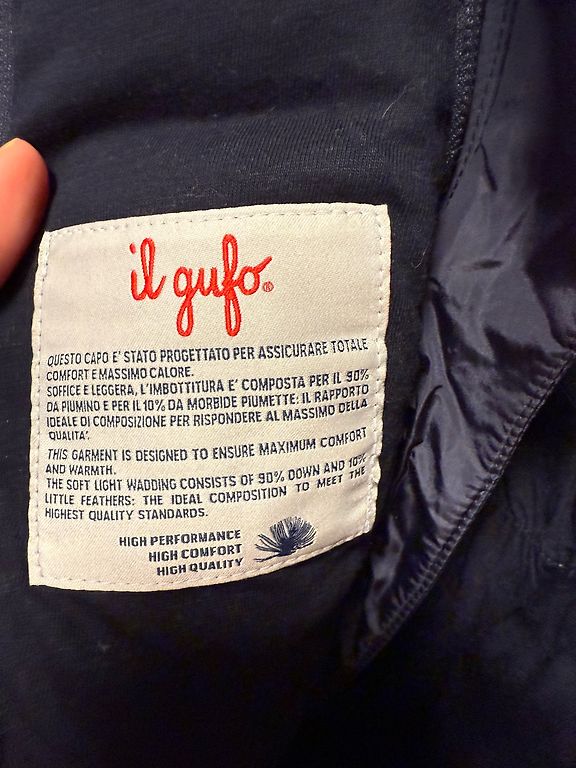 il gufo®
QUESTO CAPO E' STATO PROGETTATO PER ASSICURARE TOTALE
COMFORT E MASSIMO CALORE.
SOFFICE E LEGGERA, L'IMBOTTITURA E' COMPOSTA PER IL 90%
DA PIUMINO E PER IL 10% DA MORBIDE PIUMETTE: IL RAPPORTO
IDEALE DI COMPOSIZIONE PER RISPONDERE AL MASSIMO DELLA
QUALITA'.
THIS GARMENT IS DESIGNED TO ENSURE MAXIMUM COMFORT
AND WARMTH.
THE SOFT LIGHT WADDING CONSISTS OF 90% DOWN AND 10%
LITTLE FEATHERS: THE IDEAL COMPOSITION TO MEET THE
HIGHEST QUALITY STANDARDS.
HIGH PERFORMANCE
HIGH COMFORT
HIGH QUALITY